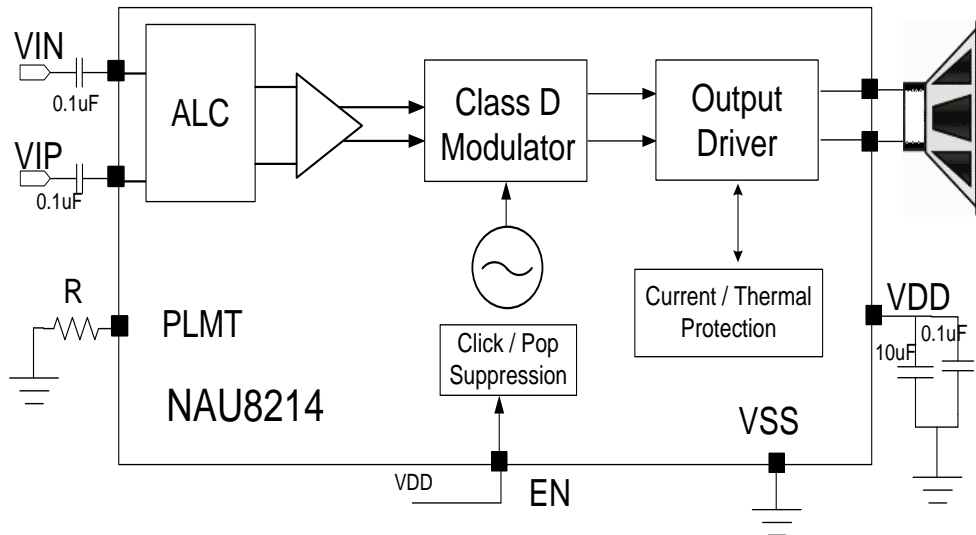 VIN
0.1uF
ALC
Class D
Modulator
Output
Driver
VIP
0.1uF
R
PLMT
Current / Thermal
Protection
VDD
0.1uF
10uF
Click / Pop
Suppression
NAU8214
VSS
VDD
EN